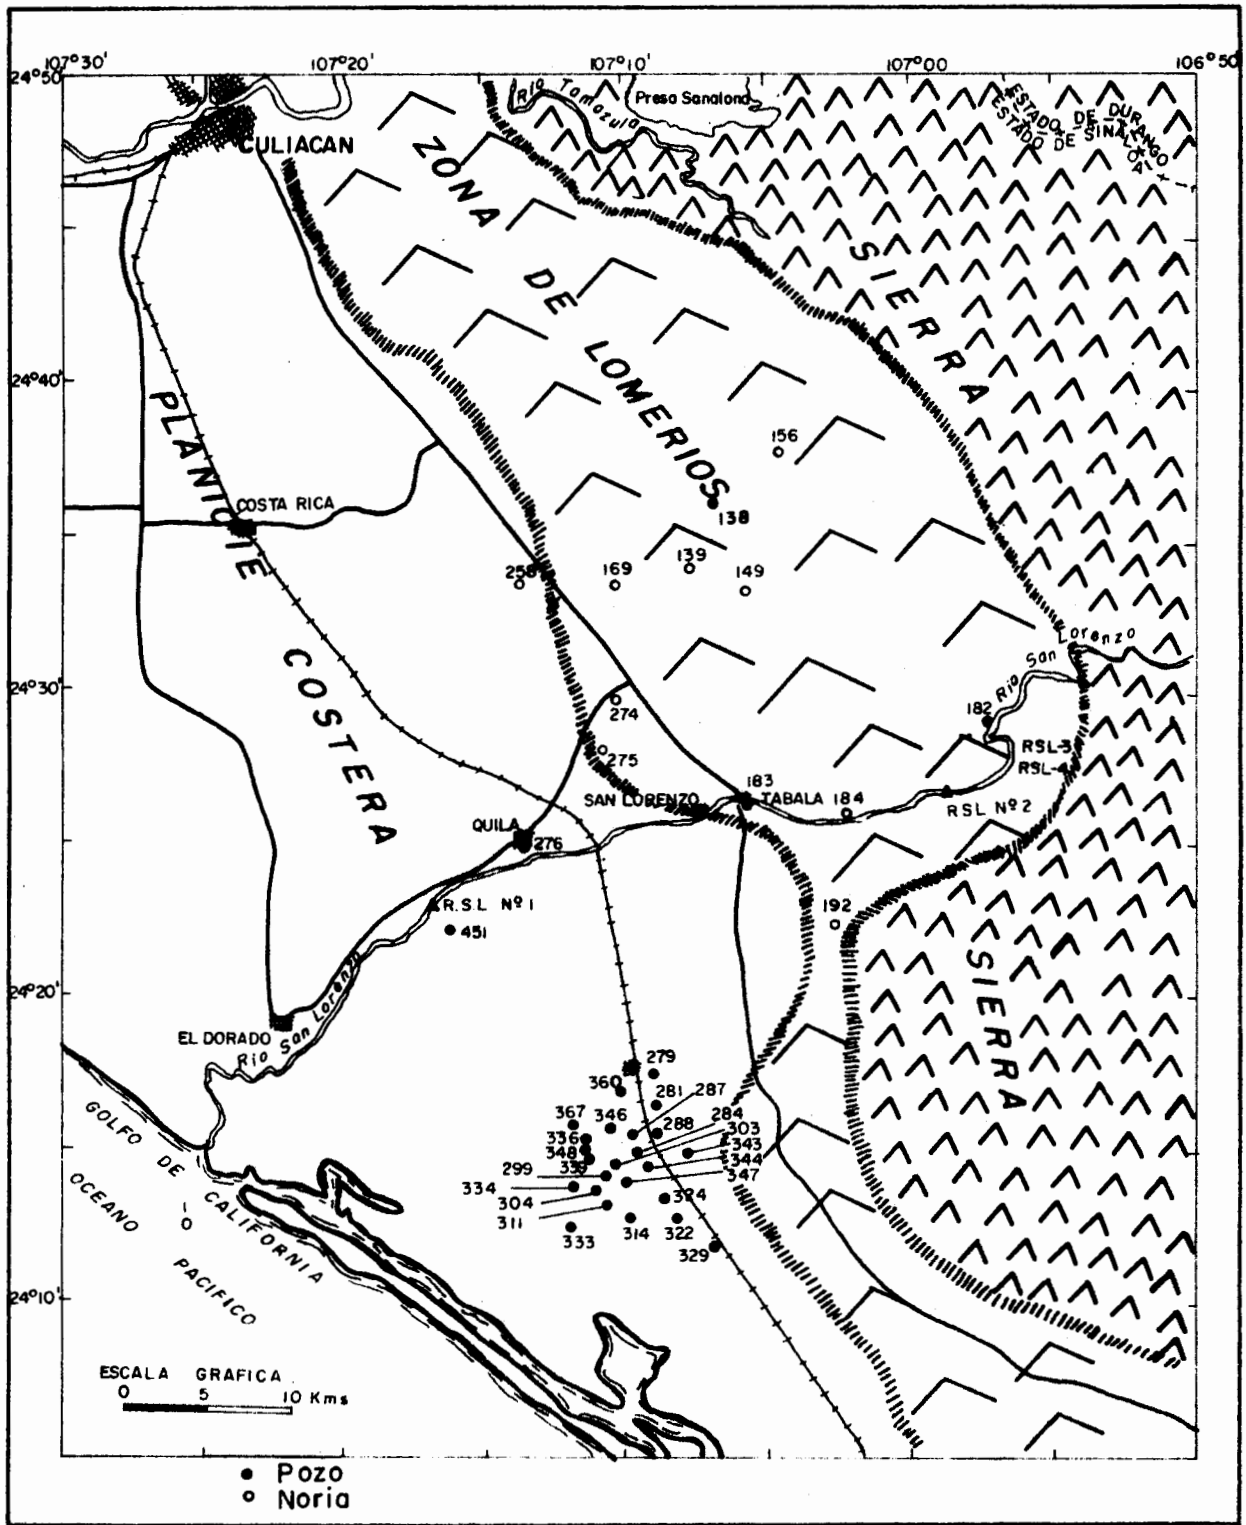 107°30'
107°20'
107°10'
107°00'
106°50'
24°50'
24°40'
24°30'
24°20'
24°10'
CULIACAN
Río Tamazula
Presa Sanalona
ESTADO DE DURANGO
ESTADO DE SINALOA
ZONA DE LOMERIOS
SIERRA
PLANICIE COSTERA
COSTA RICA
156
138
139
149
169
258
Río San Lorenzo
274
275
182
RSL-3
RSL-4
183
SAN LORENZO
TABALA
184
RSL Nº 2
QUILA
276
R.S.L Nº 1
451
192
SIERRA
EL DORADO
Río San Lorenzo
279
360
281
287
367
346
288
284
336
303
348
343
339
344
299
347
334
324
304
311
314
322
333
329
GOLFO DE CALIFORNIA
OCEANO PACIFICO
ESCALA GRAFICA
0 5 10 Kms
● Pozo
○ Noria